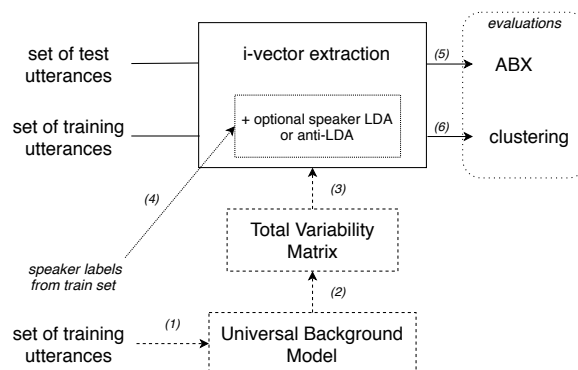 evaluations
set of test
utterances
i-vector extraction
(5)
ABX
set of training
utterances
+ optional speaker LDA
or anti-LDA
(6)
clustering
(4)
(3)
Total Variability
Matrix
speaker labels
from train set
(2)
set of training
utterances
(1)
Universal Background
Model